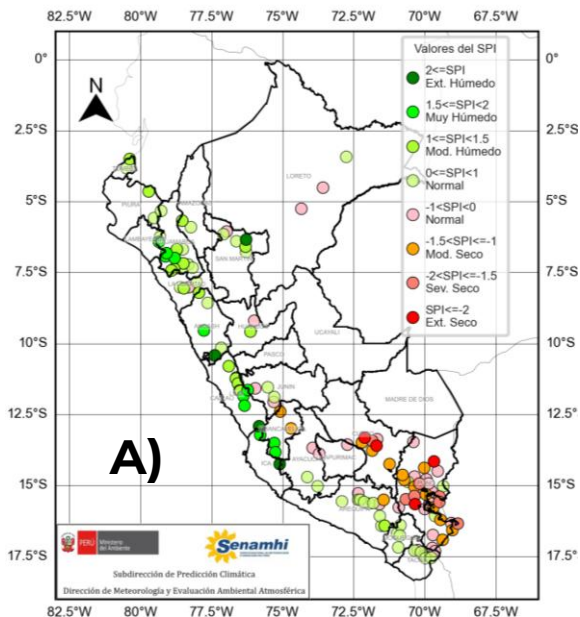 82.5°W 80°W 77.5°W 75°W 72.5°W 70°W 67.5°W
0° 0°
2.5°S 2.5°S
5°S 5°S
7.5°S 7.5°S
10°S 10°S
12.5°S 12.5°S
15°S 15°S
17.5°S 17.5°S
N
Valores del SPI
2<=SPI
Ext. Húmedo
1.5<=SPI<2
Muy Húmedo
1<=SPI<1.5
Mod. Húmedo
0<=SPI<1
Normal
-1<SPI<0
Normal
-1.5<SPI<=-1
Mod. Seco
-2<SPI<=-1.5
Sev. Seco
SPI<=-2
Ext. Seco
LORETO
PIURA
SAN MARTIN
UCAYALI
PASCO
JUNIN
MADRE DE DIOS
A)
PERÚ
Ministerio
del Ambiente
Senamhi
Subdirección de Predicción Climática
Dirección de Meteorología y Evaluación Ambiental Atmosférica
82.5°W 80°W 77.5°W 75°W 72.5°W 70°W 67.5°W